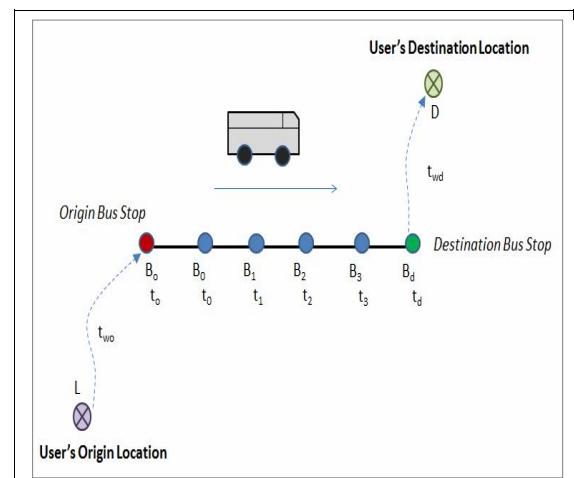 User's Destination Location
D
t_wd
Origin Bus Stop
Destination Bus Stop
B_o B_0 B_1 B_2 B_3 B_d
t_o t_0 t_1 t_2 t_3 t_d
t_wo
L
User's Origin Location